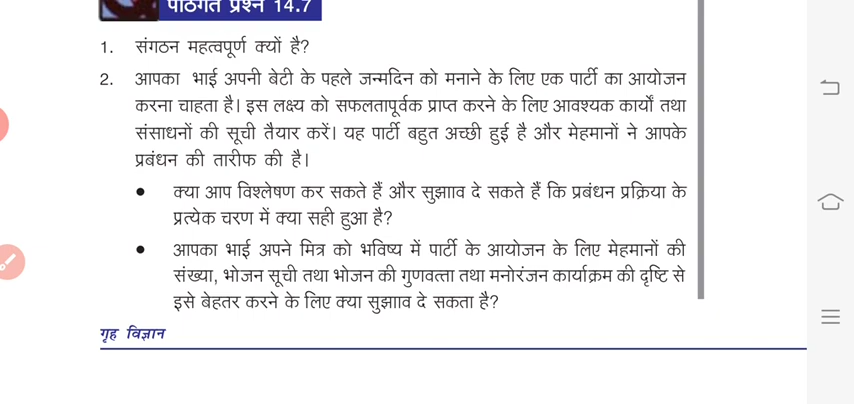 पाठगत प्रश्न 14.7
1. संगठन महत्वपूर्ण क्यों है?
2. आपका भाई अपनी बेटी के पहले जन्मदिन को मनाने के लिए एक पार्टी का आयोजन
करना चाहता है। इस लक्ष्य को सफलतापूर्वक प्राप्त करने के लिए आवश्यक कार्यों तथा
संसाधनों की सूची तैयार करें। यह पार्टी बहुत अच्छी हुई है और मेहमानों ने आपके
प्रबंधन की तारीफ की है।
● क्या आप विश्लेषण कर सकते हैं और सुझााव दे सकते हैं कि प्रबंधन प्रक्रिया के
प्रत्येक चरण में क्या सही हुआ है?
● आपका भाई अपने मित्र को भविष्य में पार्टी के आयोजन के लिए मेहमानों की
संख्या, भोजन सूची तथा भोजन की गुणवत्ता तथा मनोरंजन कार्याक्रम की दृष्टि से
इसे बेहतर करने के लिए क्या सुझााव दे सकता है?
गृह विज्ञान